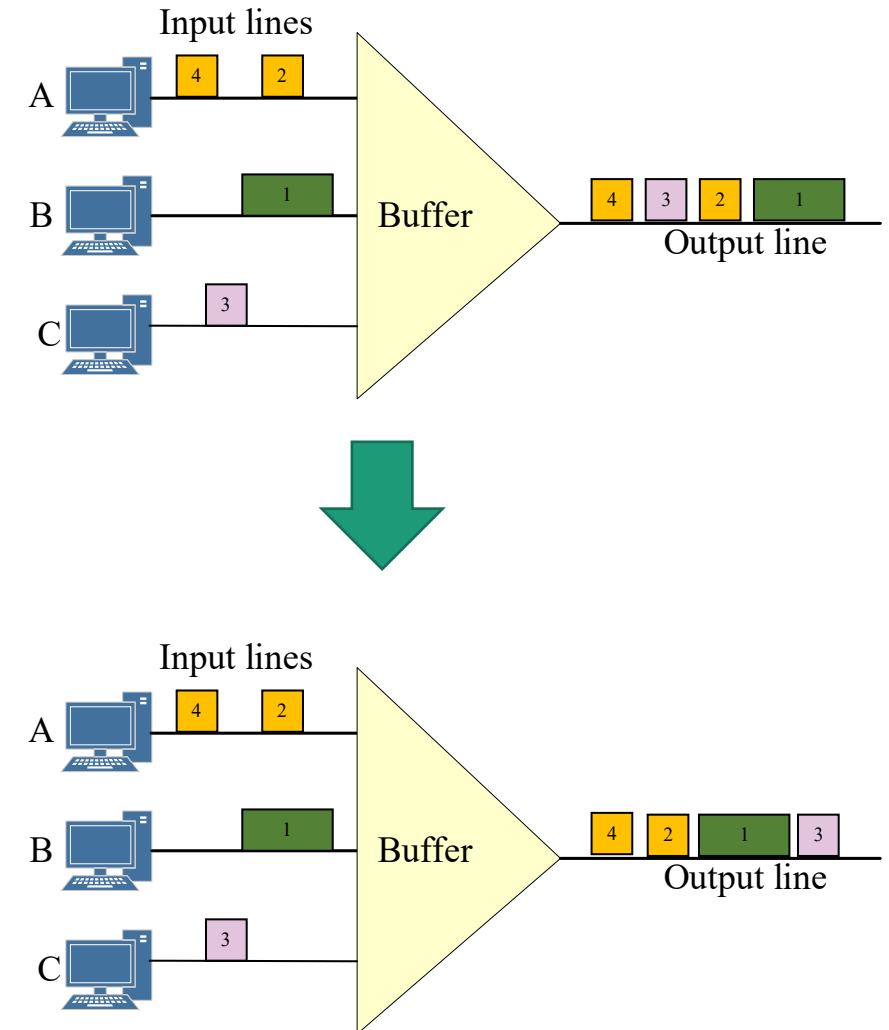 Input lines
A 4 2
B 1 Buffer 4 3 2 1
Output line
C 3
Input lines
A 4 2
B 1 Buffer 4 2 1 3
Output line
C 3